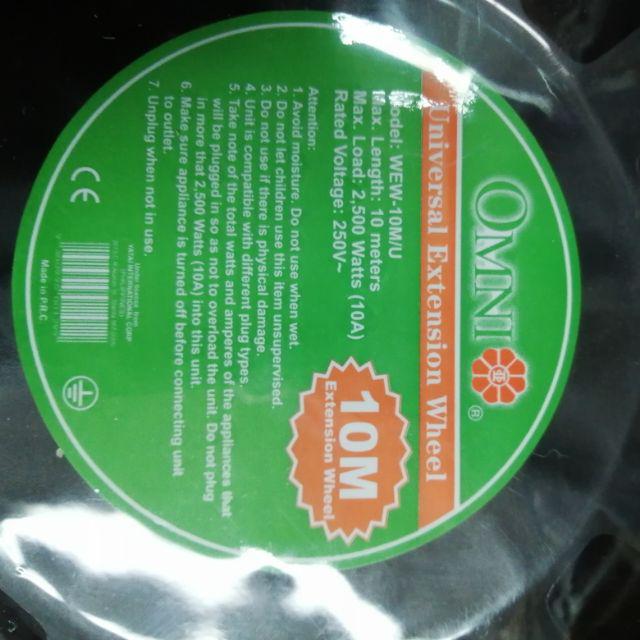 OMNI
®
Universal Extension Wheel
Model: WEW-10M/U
Max. Length: 10 meters
Max. Load: 2,500 Watts (10A)
Rated Voltage: 250V~
10M
Extension Wheel
Attention:
1. Avoid moisture. Do not use when wet.
2. Do not let children use this item unsupervised.
3. Do not use if there is physical damage.
4. Unit is compatible with different plug types.
5. Take note of the total watts and amperes of the appliances that
will be plugged in so as not to overload the unit. Do not plug
in more that 2,500 Watts (10A) into this unit.
6. Make sure appliance is turned off before connecting unit
to outlet.
7. Unplug when not in use.
CE
YATAI INTERNATIONAL CORP
Made in P.R.C.